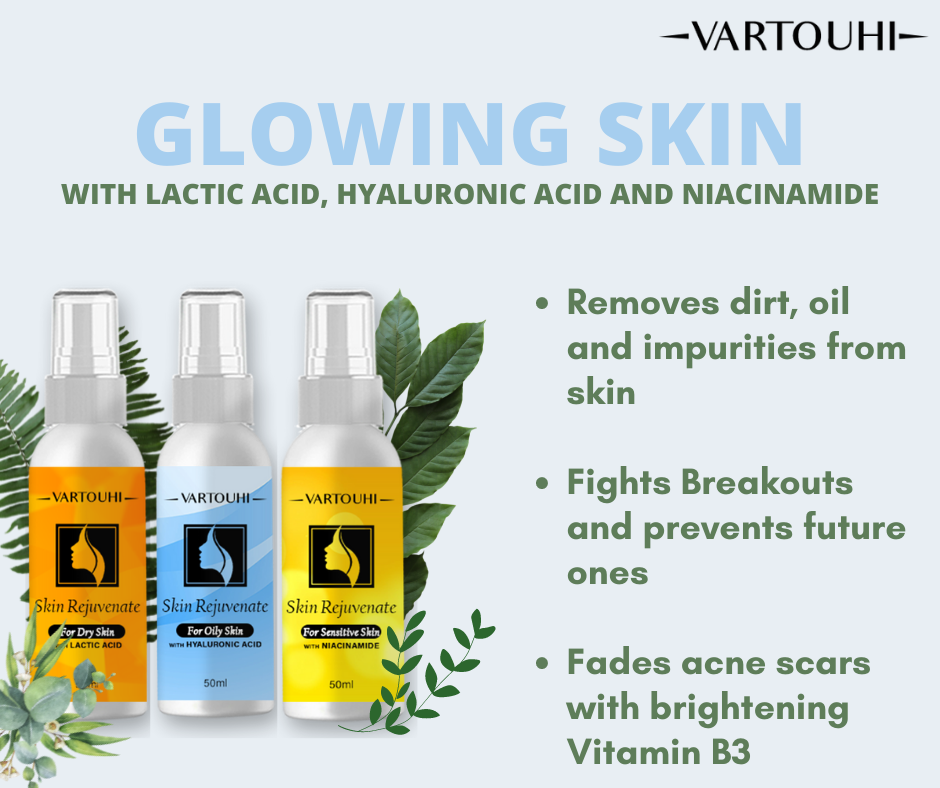 VARTOUHI
GLOWING SKIN
WITH LACTIC ACID, HYALURONIC ACID AND NIACINAMIDE
• Removes dirt, oil
and impurities from
skin
• Fights Breakouts
and prevents future
ones
• Fades acne scars
with brightening
Vitamin B3
VARTOUHI
Skin Rejuvenate
For Dry Skin
LACTIC ACID
VARTOUHI
Skin Rejuvenate
For Oily Skin
WITH HYALURONIC ACID
50ml
VARTOUHI
Skin Rejuvenate
For Sensitive Skin
WITH NIACINAMIDE
50ml